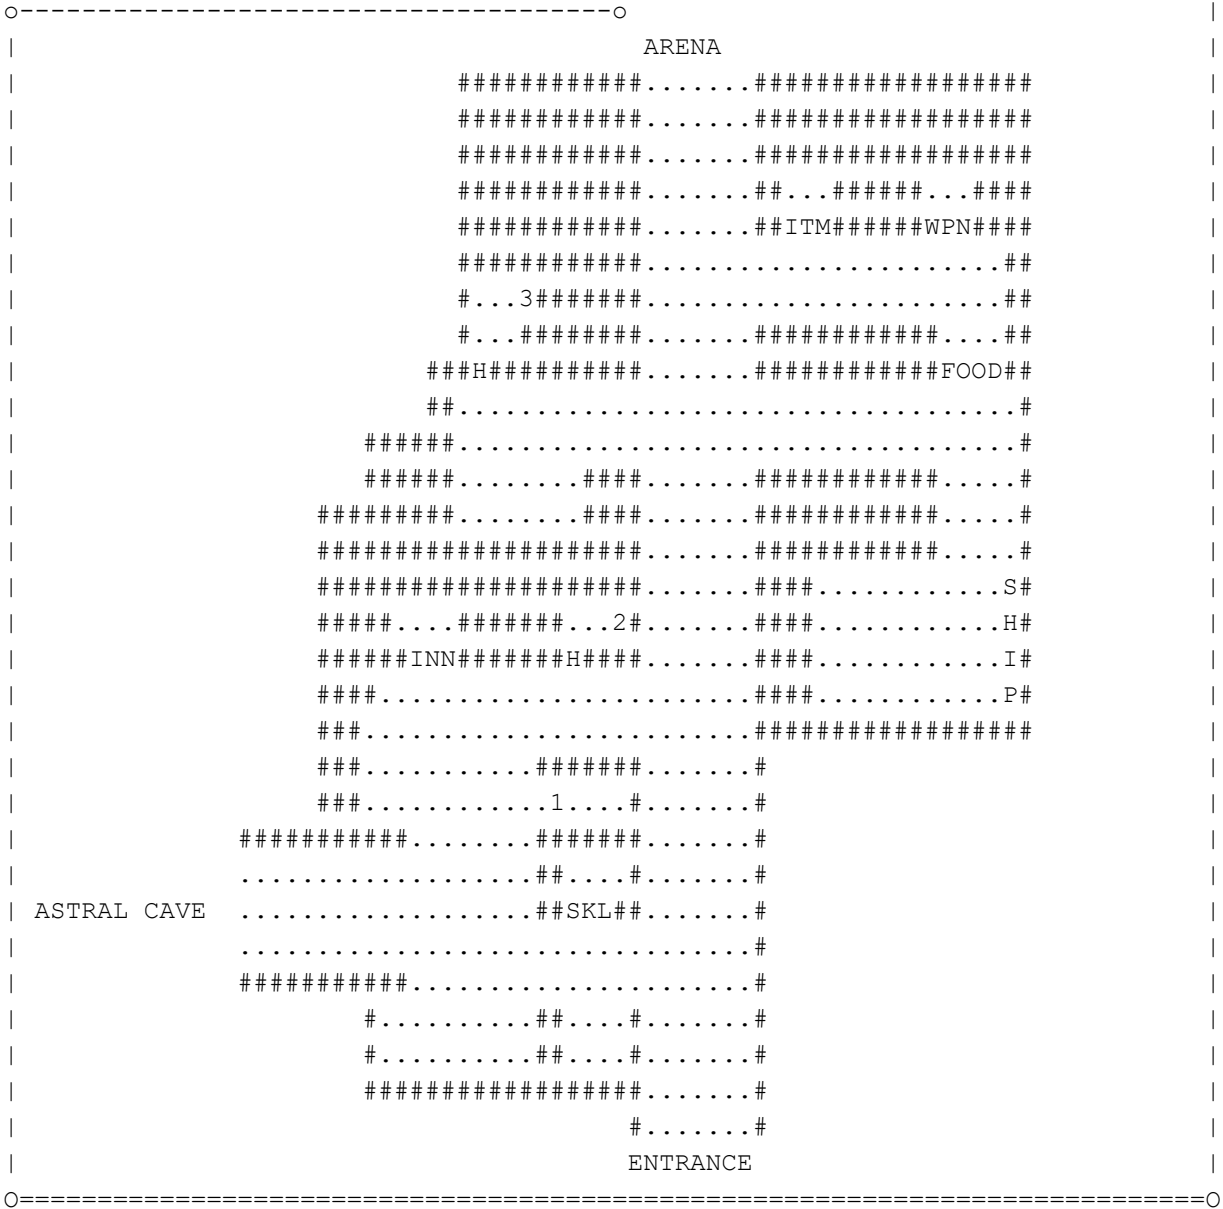 o--------------------------------------o                                      |
|                                        ARENA                                |
|                            ############.......##################            |
|                            ############.......##################            |
|                            ############.......##################            |
|                            ############.......##...######...####            |
|                            ############.......##ITM######WPN####            |
|                            ############.......................##            |
|                            #...3#######.......................##            |
|                            #...########.......############....##            |
|                          ###H##########.......############FOOD##            |
|                          ##....................................#            |
|                      ######....................................#            |
|                      ######........####.......############.....#            |
|                   #########........####.......############.....#            |
|                   #####################.......############.....#            |
|                   #####################.......####............S#            |
|                   #####....#######...2#.......####............H#            |
|                   ######INN#######H####.......####............I#            |
|                   ####........................####............P#            |
|                   ###.........................##################            |
|                   ###...........#######.......#                             |
|                   ###............1....#.......#                             |
|              ###########........#######.......#                             |
|              ...................##....#.......#                             |
| ASTRAL CAVE  ...................##SKL##.......#                             |
|              .................................#                             |
|              ###########......................#                             |
|                      #..........##....#.......#                             |
|                      #..........##....#.......#                             |
|                      ##################.......#                             |
|                                       #.......#                             |
|                                       ENTRANCE                              |
O=============================================================================O